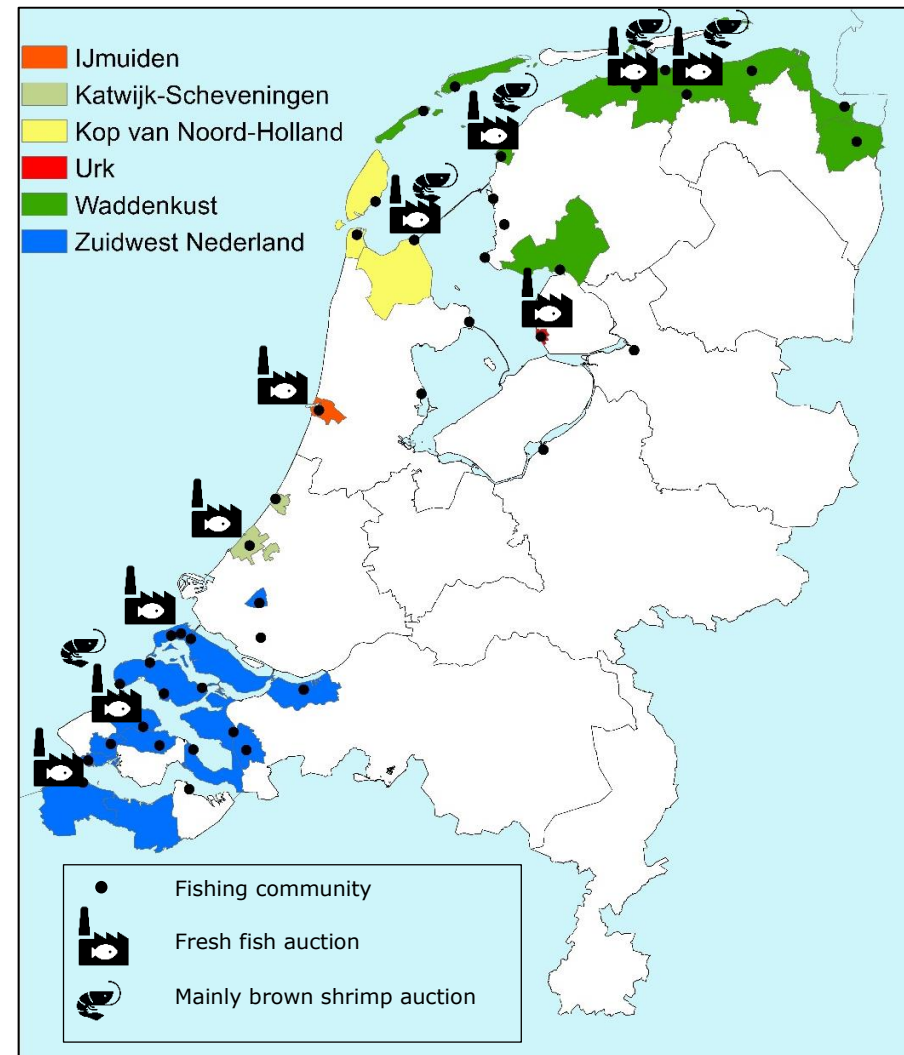 IJmuiden
Katwijk-Scheveningen
Kop van Noord-Holland
Urk
Waddenkust
Zuidwest Nederland
Fishing community
Fresh fish auction
Mainly brown shrimp auction